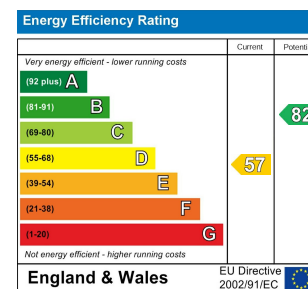 Energy Efficiency Rating
Current Potenti
Very energy efficient - lower running costs
(92 plus) A
(81-91) B
82
(69-80) C
(55-68) D
57
(39-54) E
(21-38) F
(1-20) G
Not energy efficient - higher running costs
England & Wales
EU Directive
2002/91/EC